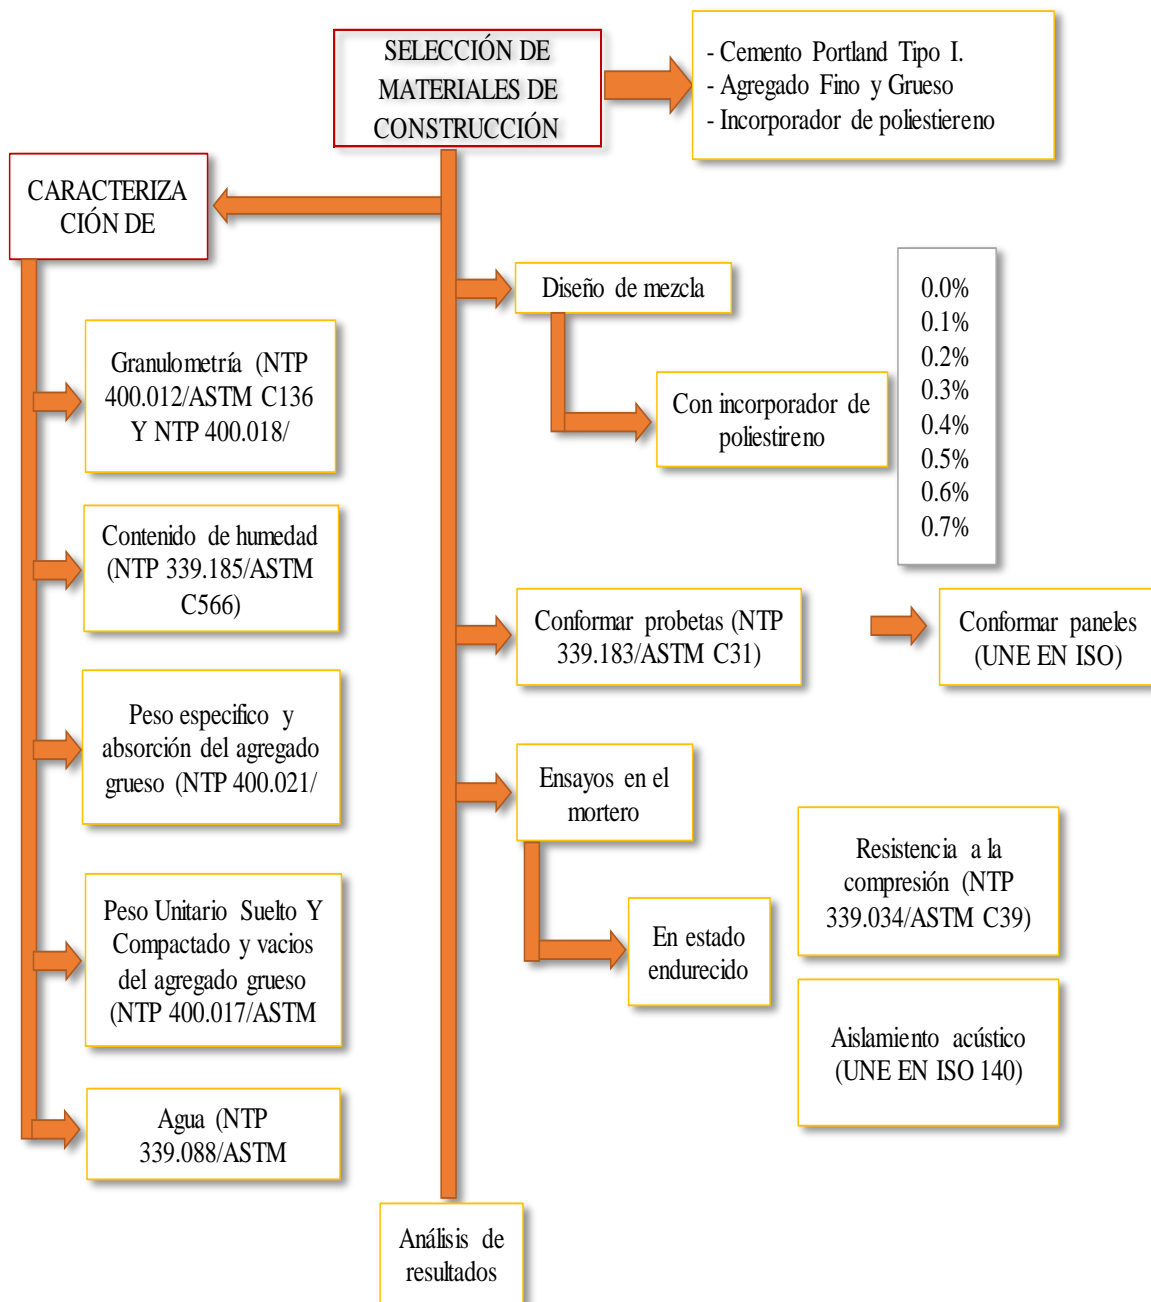 SELECCIÓN DE
MATERIALES DE
CONSTRUCCIÓN
- Cemento Portland Tipo I.
- Agregado Fino y Grueso
- Incorporador de poliestiereno
CARACTERIZA
CIÓN DE
Granulometría (NTP
400.012/ASTM C136
Y NTP 400.018/
Contenido de humedad
(NTP 339.185/ASTM
C566)
Peso especifico y
absorción del agregado
grueso (NTP 400.021/
Peso Unitario Suelto Y
Compactado y vacios
del agregado grueso
(NTP 400.017/ASTM
Agua (NTP
339.088/ASTM
Diseño de mezcla
Con incorporador de
poliestireno
0.0%
0.1%
0.2%
0.3%
0.4%
0.5%
0.6%
0.7%
Conformar probetas (NTP
339.183/ASTM C31)
Conformar paneles
(UNE EN ISO)
Ensayos en el
mortero
En estado
endurecido
Resistencia a la
compresión (NTP
339.034/ASTM C39)
Aislamiento acústico
(UNE EN ISO 140)
Análisis de
resultados